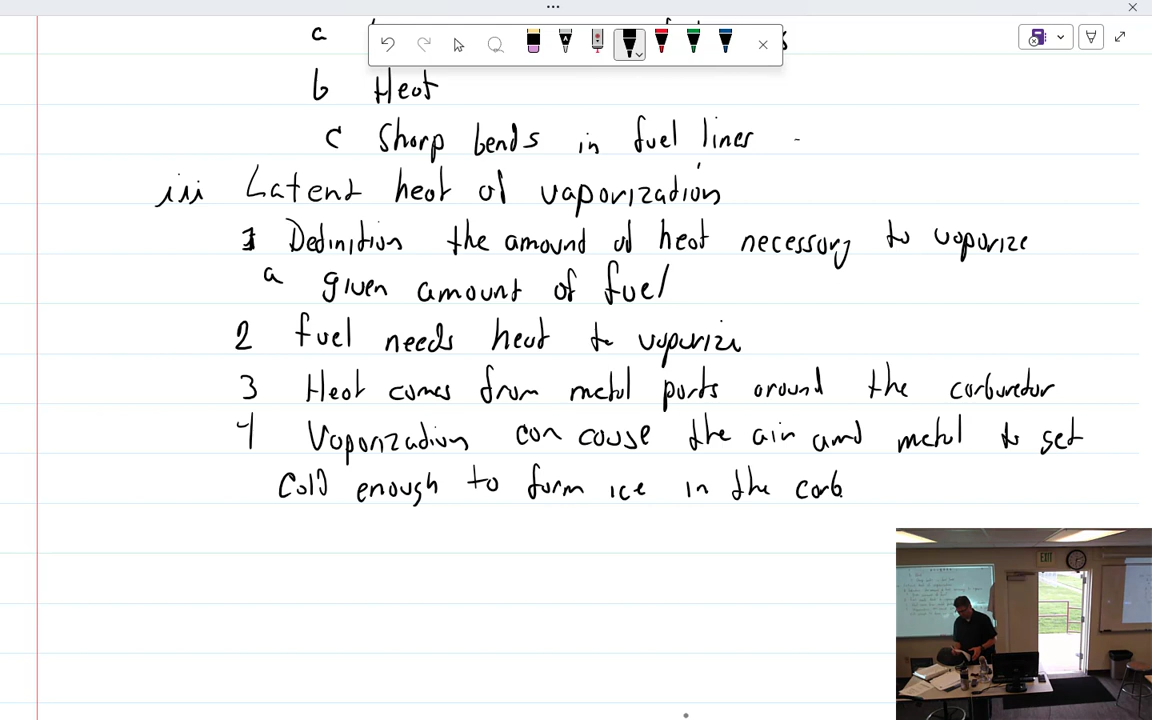 a
b Heat
c Sharp bends in fuel lines -
iii Latent heat of vaporization
1 Definition the amount of heat necessary to vaporize
a given amount of fuel
2 fuel needs heat to vaporize
3 Heat comes from metal parts around the carburetor
4 Vaporization can cause the air and metal to get
cold enough to form ice in the carb.
EXIT